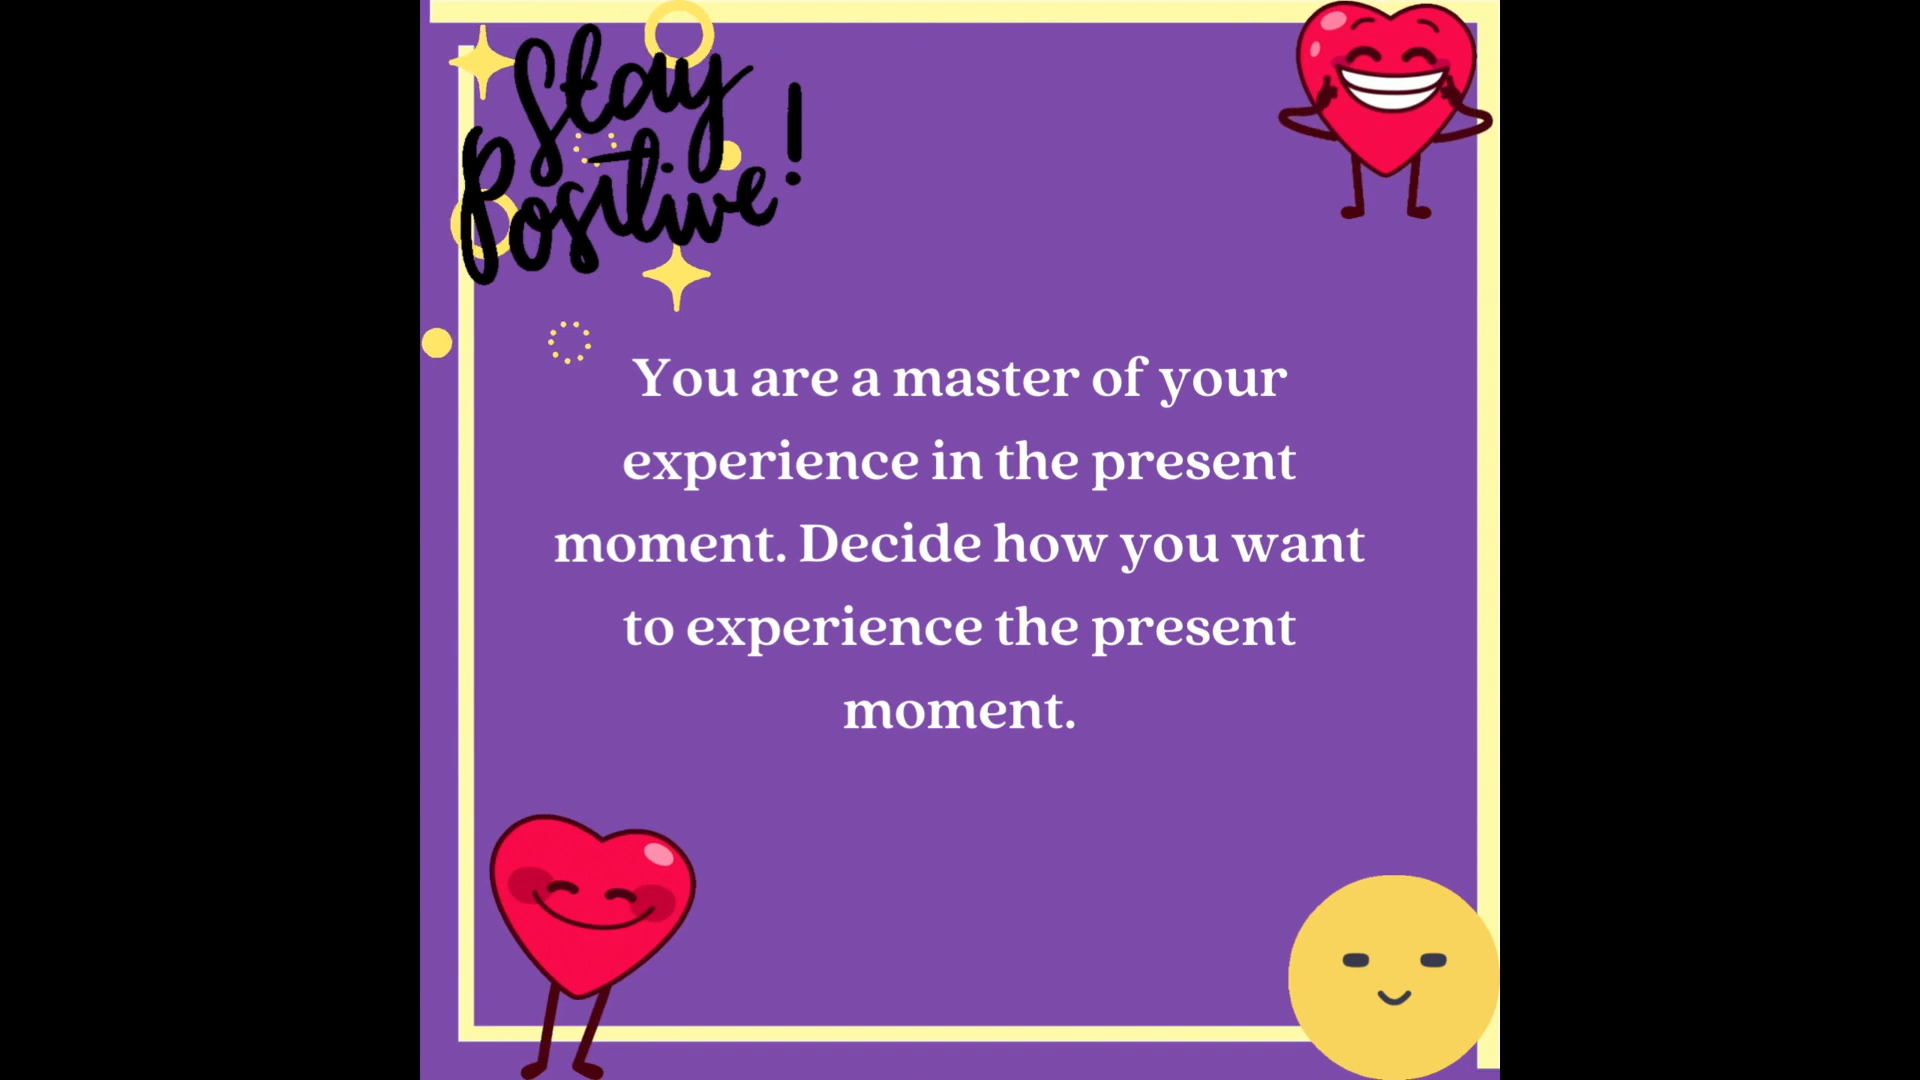 Stay
Positive!
You are a master of your
experience in the present
moment. Decide how you want
to experience the present
moment.